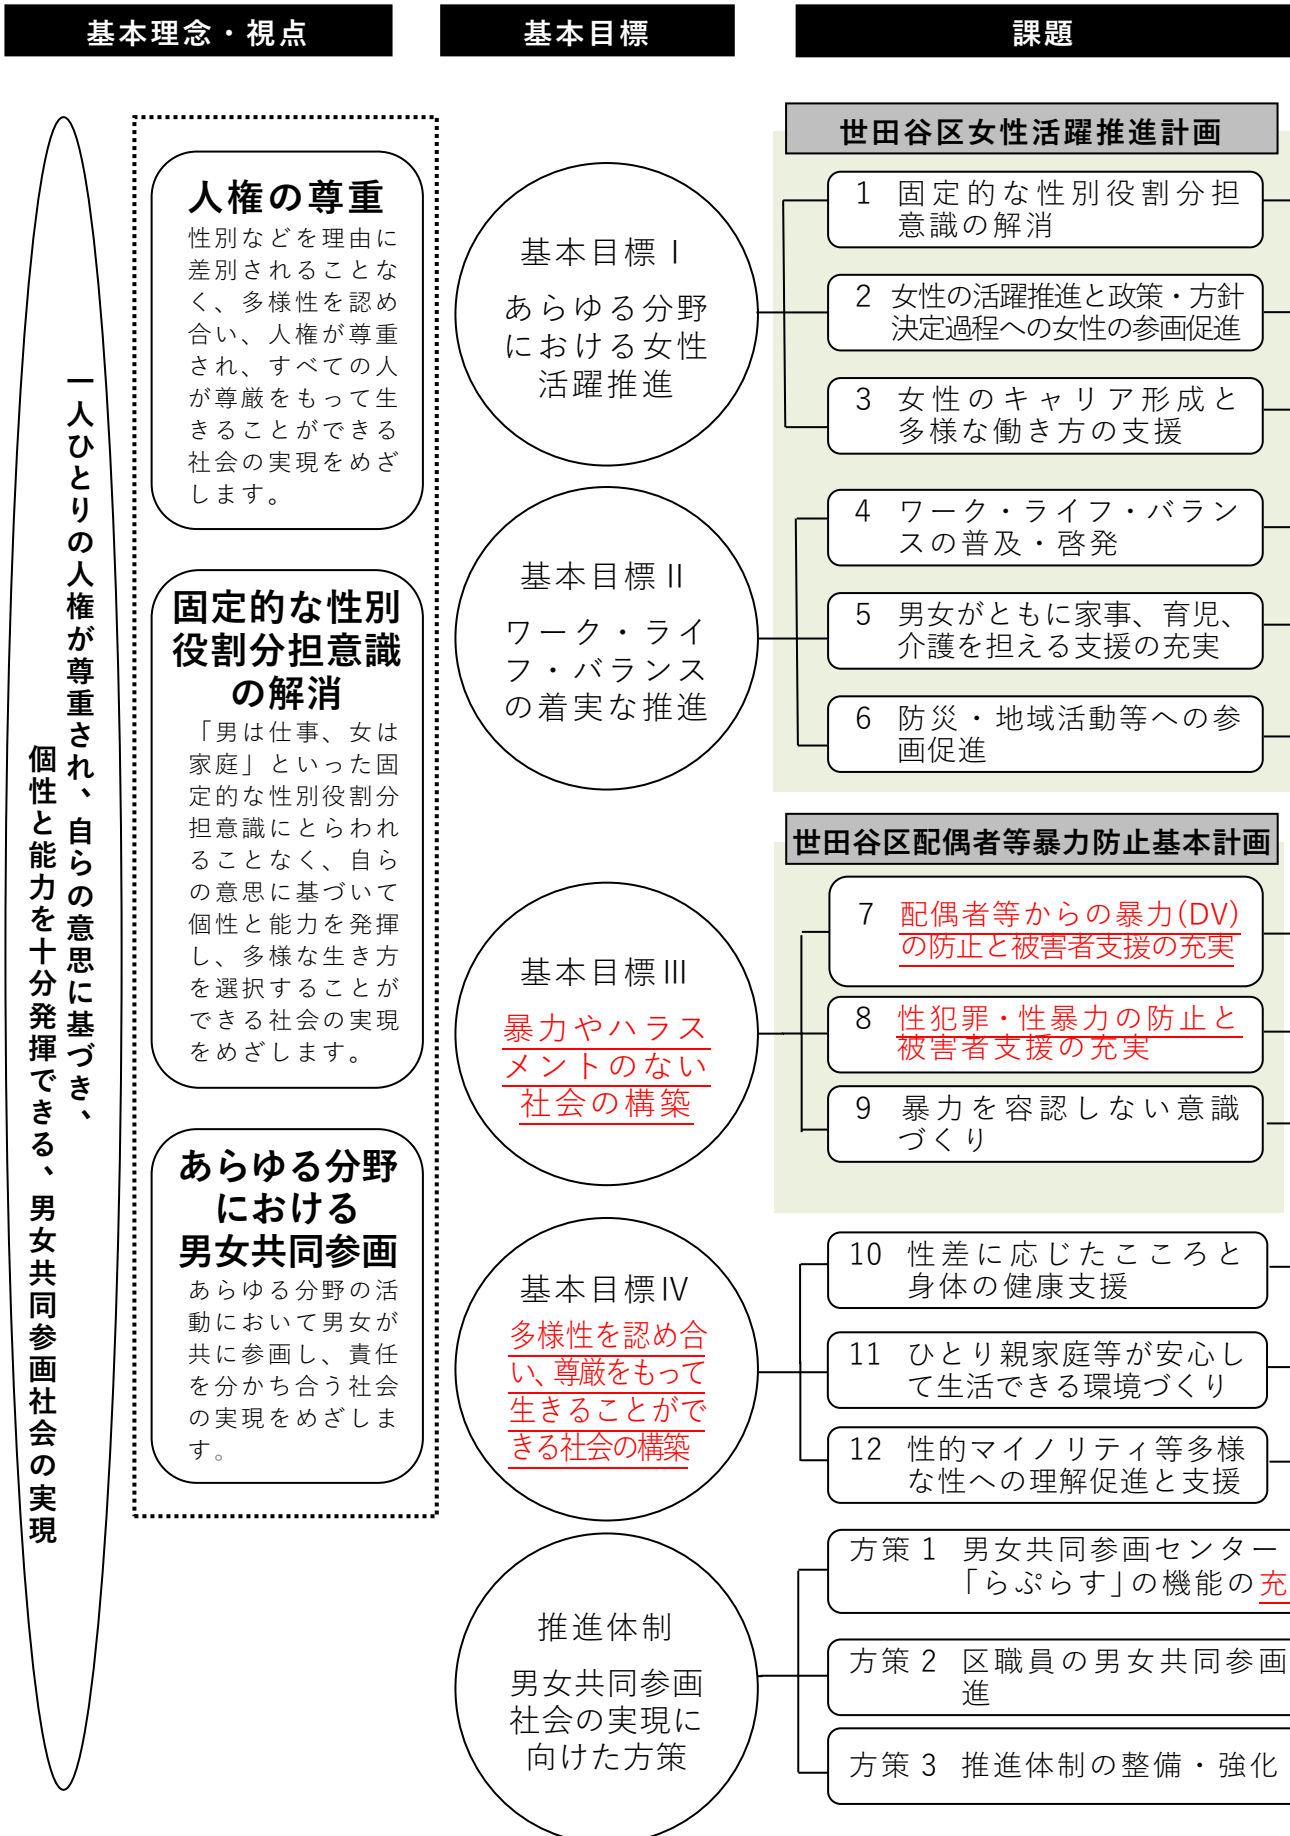 基本理念・視点
基本目標
課題
一人ひとりの人権が尊重され、自らの意思に基づき、
個性と能力を十分発揮できる、男女共同参画社会の実現
人権の尊重
性別などを理由に
差別されることな
く、多様性を認め
合い、人権が尊重
され、すべての人
が尊厳をもって生
きることができる
社会の実現をめざ
します。
固定的な性別
役割分担意識
の解消
「男は仕事、女は
家庭」といった固
定的な性別役割分
担意識にとらわれ
ることなく、自ら
の意思に基づいて
個性と能力を発揮
し、多様な生き方
を選択することが
できる社会の実現
をめざします。
あらゆる分野
における
男女共同参画
あらゆる分野の活
動において男女が
共に参画し、責任
を分かち合う社会
の実現をめざしま
す。
基本目標Ⅰ
あらゆる分野
における女性
活躍推進
基本目標Ⅱ
ワーク・ライ
フ・バランス
の着実な推進
基本目標Ⅲ
暴力やハラス
メントのない
社会の構築
基本目標Ⅳ
多様性を認め合
い、尊厳をもって
生きることがで
きる社会の構築
推進体制
男女共同参画
社会の実現に
向けた方策
世田谷区女性活躍推進計画
1 固定的な性別役割分担
意識の解消
2 女性の活躍推進と政策・方針
決定過程への女性の参画促進
3 女性のキャリア形成と
多様な働き方の支援
4 ワーク・ライフ・バラン
スの普及・啓発
5 男女がともに家事、育児、
介護を担える支援の充実
6 防災・地域活動等への参
画促進
世田谷区配偶者等暴力防止基本計画
7 配偶者等からの暴力(DV)
の防止と被害者支援の充実
8 性犯罪・性暴力の防止と
被害者支援の充実
9 暴力を容認しない意識
づくり
10 性差に応じたこころと
身体の健康支援
11 ひとり親家庭等が安心し
て生活できる環境づくり
12 性的マイノリティ等多様
な性への理解促進と支援
方策1 男女共同参画センター
「らぷらす」の機能の充
方策2 区職員の男女共同参画
進
方策3 推進体制の整備・強化